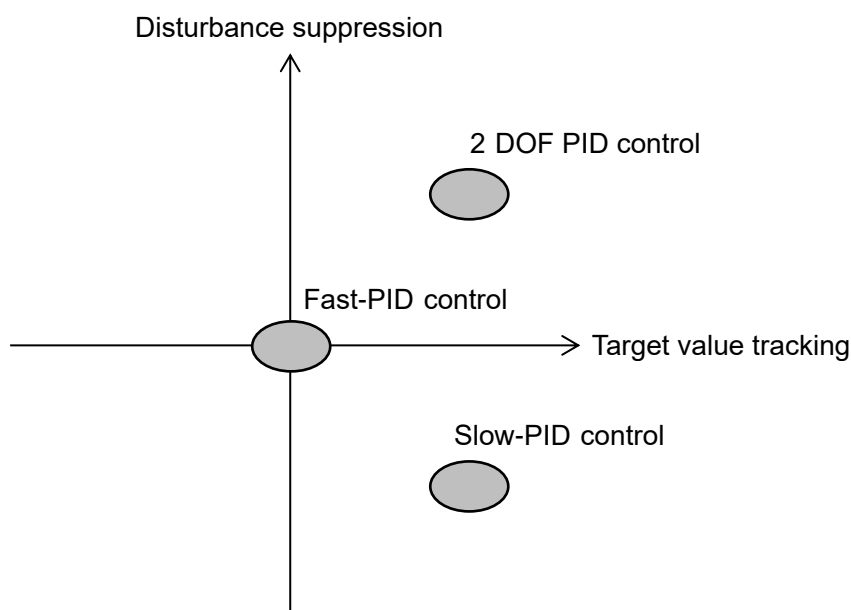 Disturbance suppression
2 DOF PID control
Fast-PID control
Target value tracking
Slow-PID control